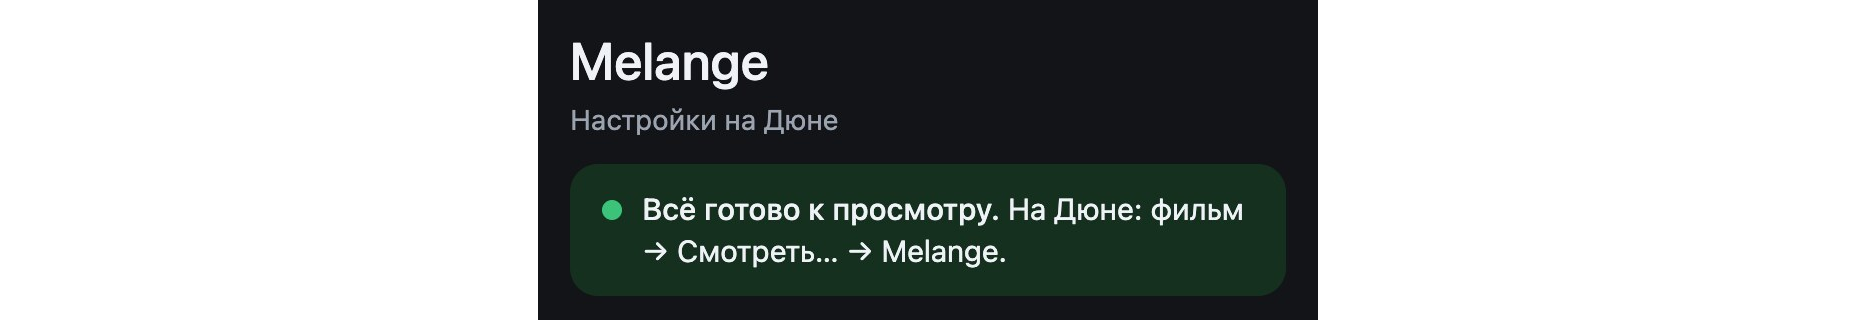 Melange
Настройки на Дюне
Всё готово к просмотру. На Дюне: фильм
→ Смотреть... → Melange.